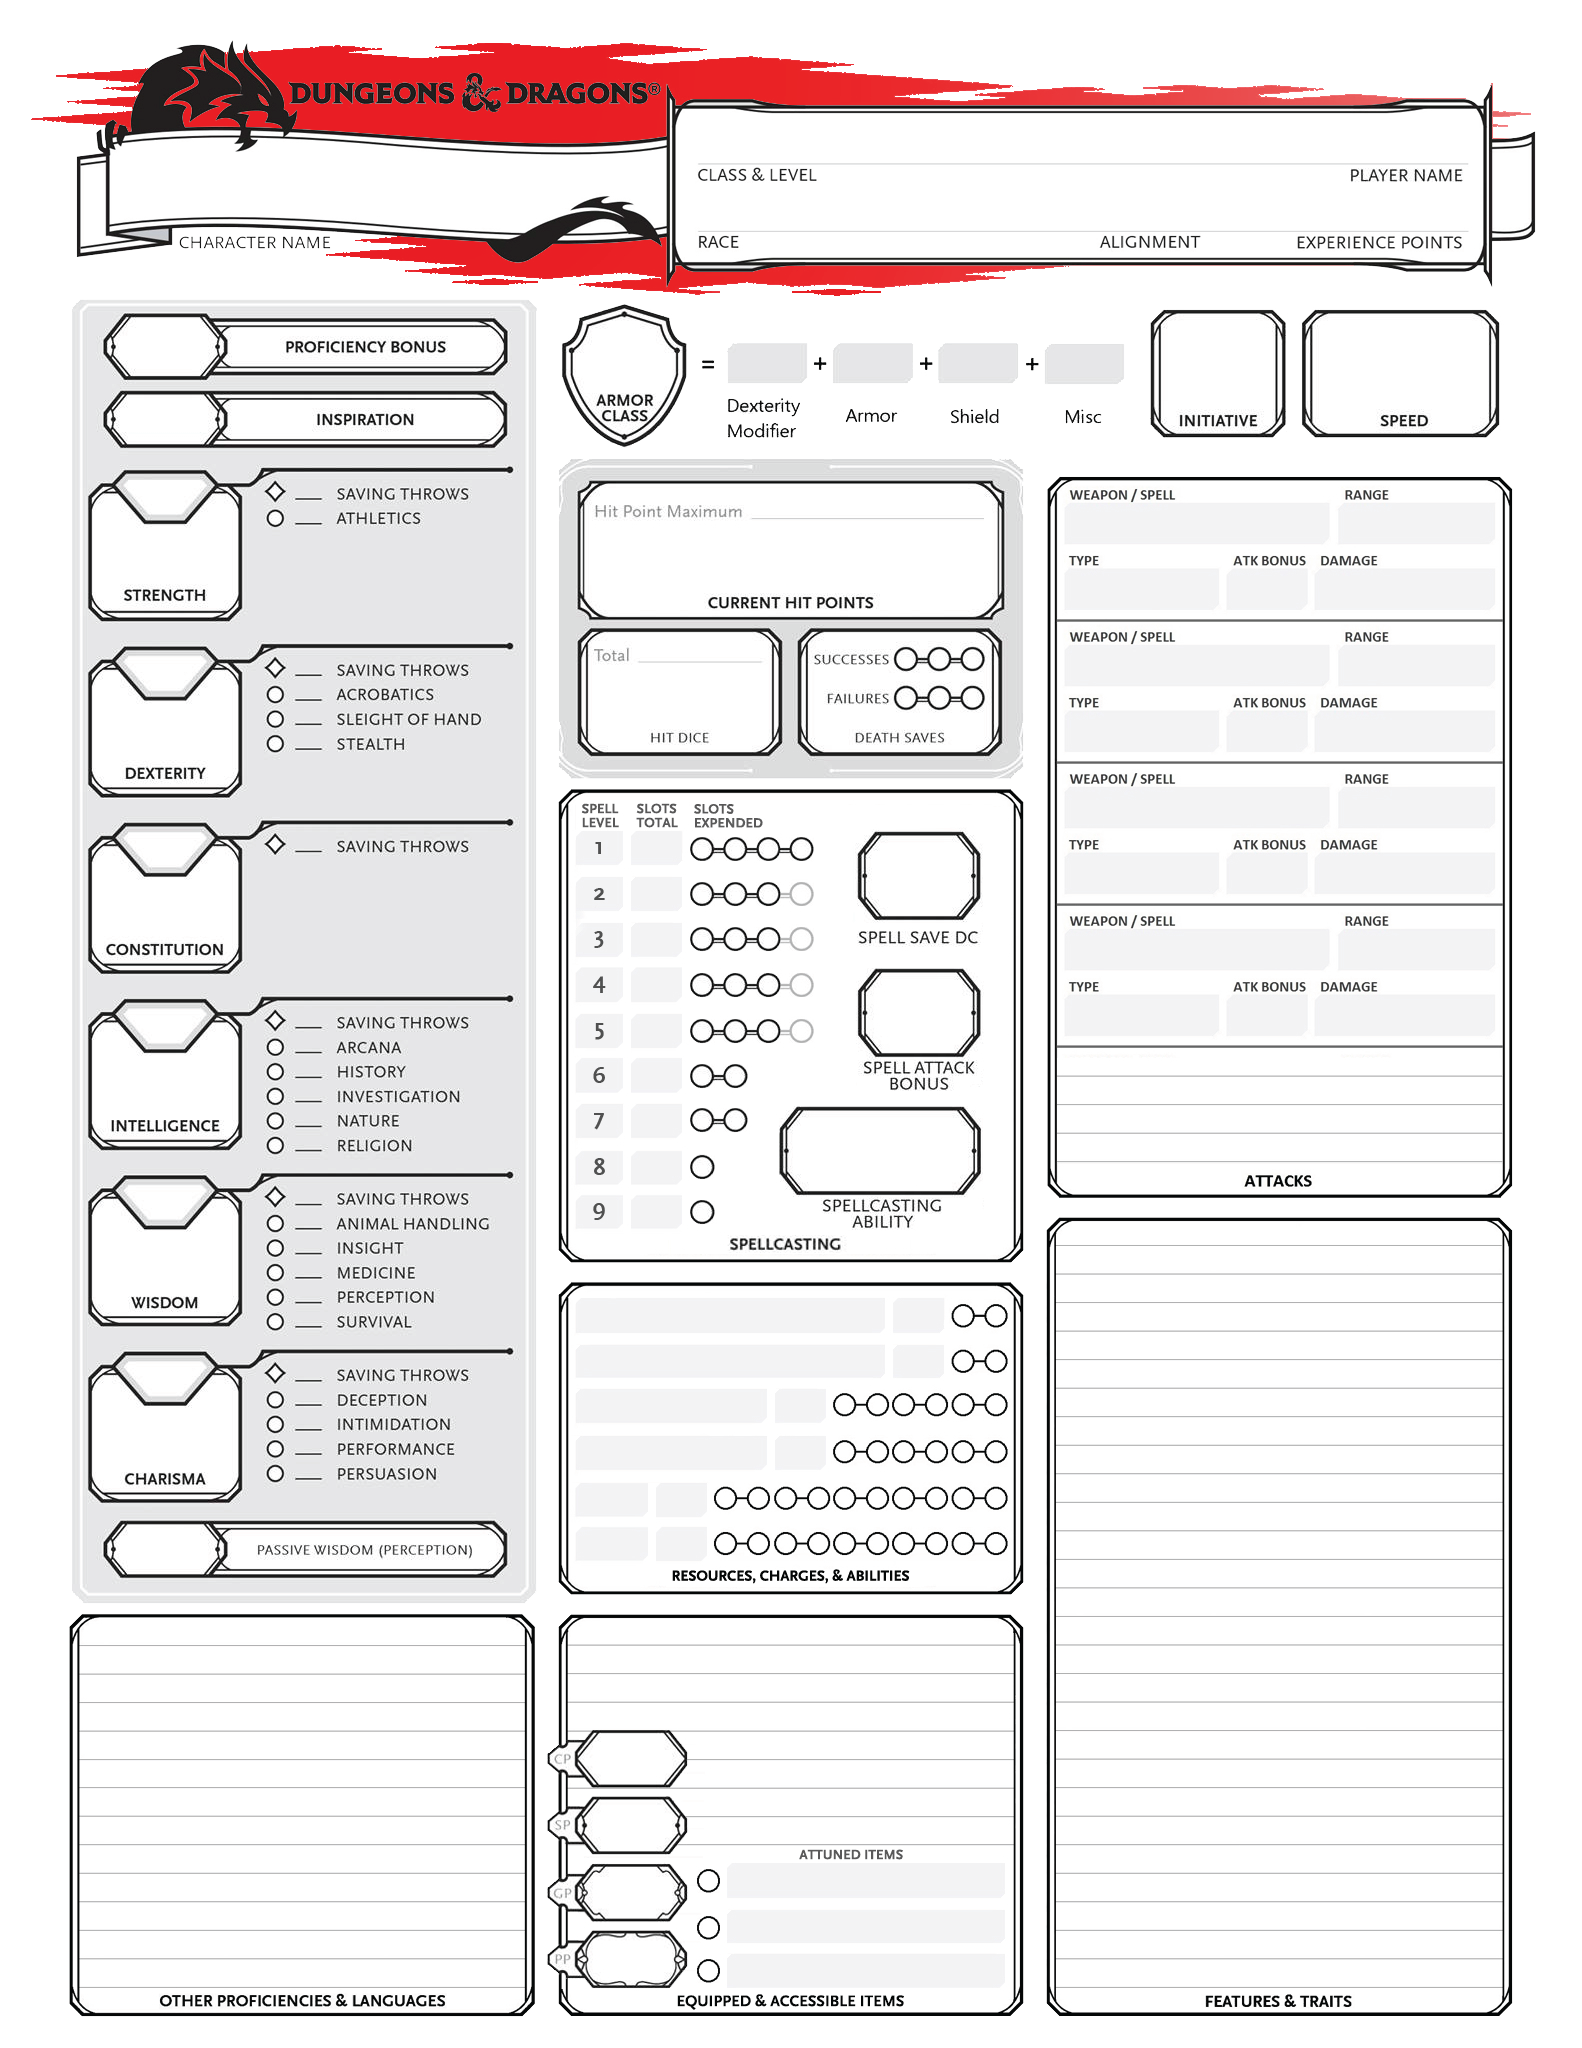 DUNGEONS & DRAGONS®
CLASS & LEVEL PLAYER NAME
CHARACTER NAME
RACE ALIGNMENT EXPERIENCE POINTS
PROFICIENCY BONUS
INSPIRATION
STRENGTH
SAVING THROWS
ATHLETICS
DEXTERITY
SAVING THROWS
ACROBATICS
SLEIGHT OF HAND
STEALTH
CONSTITUTION
SAVING THROWS
INTELLIGENCE
SAVING THROWS
ARCANA
HISTORY
INVESTIGATION
NATURE
RELIGION
WISDOM
SAVING THROWS
ANIMAL HANDLING
INSIGHT
MEDICINE
PERCEPTION
SURVIVAL
CHARISMA
SAVING THROWS
DECEPTION
INTIMIDATION
PERFORMANCE
PERSUASION
PASSIVE WISDOM (PERCEPTION)
OTHER PROFICIENCIES & LANGUAGES
ARMOR
CLASS
= + + +
Dexterity
Modifier
Armor
Shield
Misc
INITIATIVE
SPEED
Hit Point Maximum
CURRENT HIT POINTS
Total
HIT DICE
SUCCESSES
FAILURES
DEATH SAVES
SPELL
LEVEL
SLOTS
TOTAL
SLOTS
EXPENDED
1
2
3
4
5
6
7
8
9
SPELL SAVE DC
SPELL ATTACK
BONUS
SPELLCASTING
ABILITY
SPELLCASTING
RESOURCES, CHARGES, & ABILITIES
CP
SP
GP
PP
ATTUNED ITEMS
EQUIPPED & ACCESSIBLE ITEMS
WEAPON / SPELL RANGE
TYPE ATK BONUS DAMAGE
WEAPON / SPELL RANGE
TYPE ATK BONUS DAMAGE
WEAPON / SPELL RANGE
TYPE ATK BONUS DAMAGE
WEAPON / SPELL RANGE
TYPE ATK BONUS DAMAGE
ATTACKS
FEATURES & TRAITS